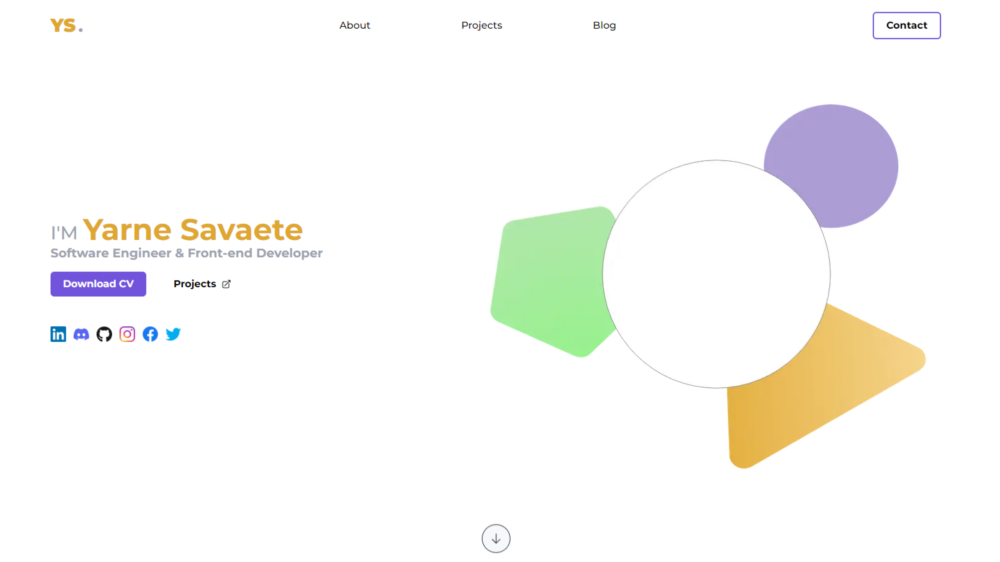 YS.
About
Projects
Blog
Contact
I'M Yarne Savaete
Software Engineer & Front-end Developer
Download CV
Projects